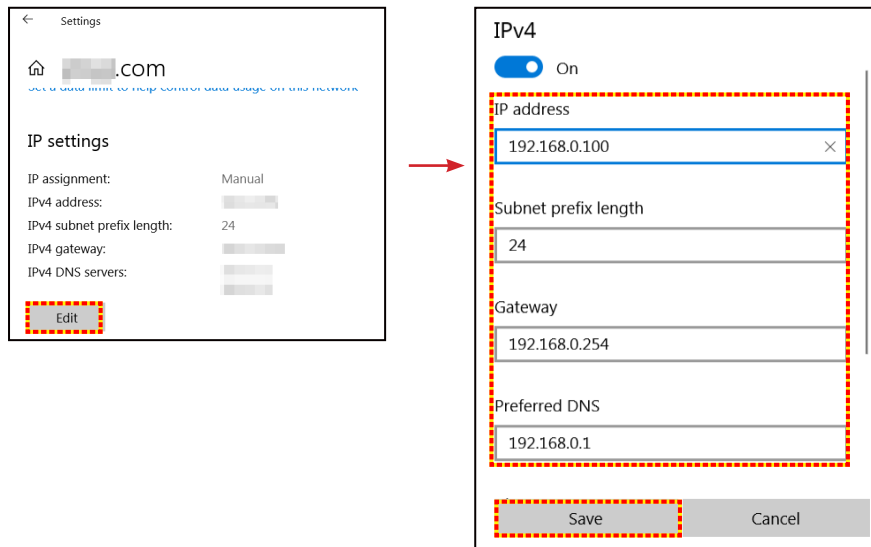 Settings
.com
Set a data limit to help control data usage on this network
IP settings
IP assignment: Manual
IPv4 address:
IPv4 subnet prefix length: 24
IPv4 gateway:
IPv4 DNS servers:
Edit
IPv4
On
IP address
192.168.0.100
Subnet prefix length
24
Gateway
192.168.0.254
Preferred DNS
192.168.0.1
Save
Cancel